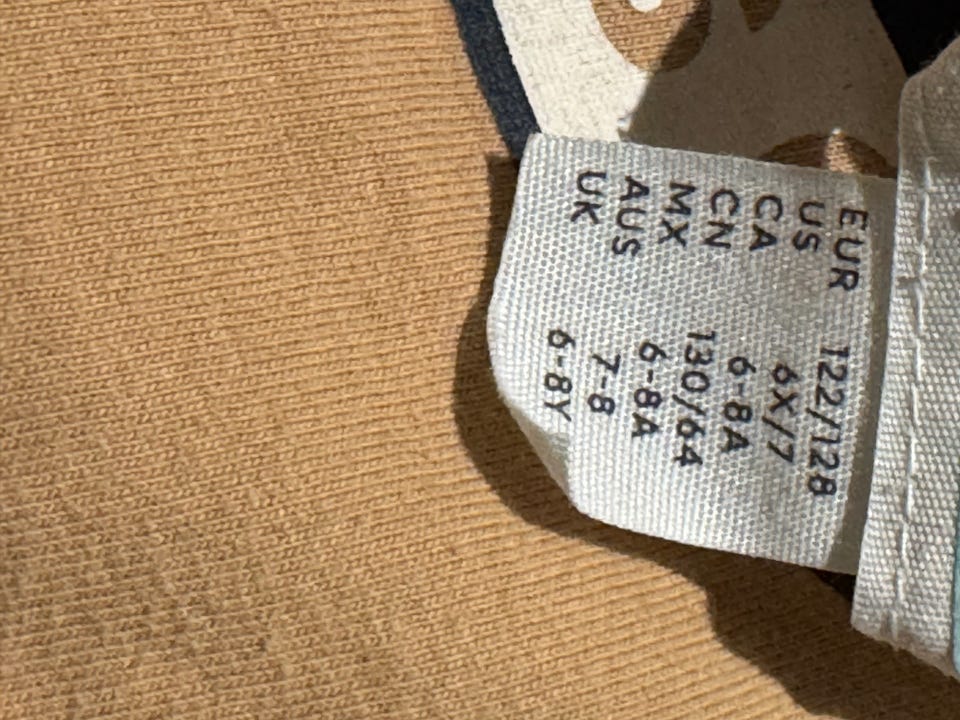 EUR 122/128
US 6X/7
CA 6-8A
CN 130/64
MX 6-8A
AUS 7-8
UK 6-8Y